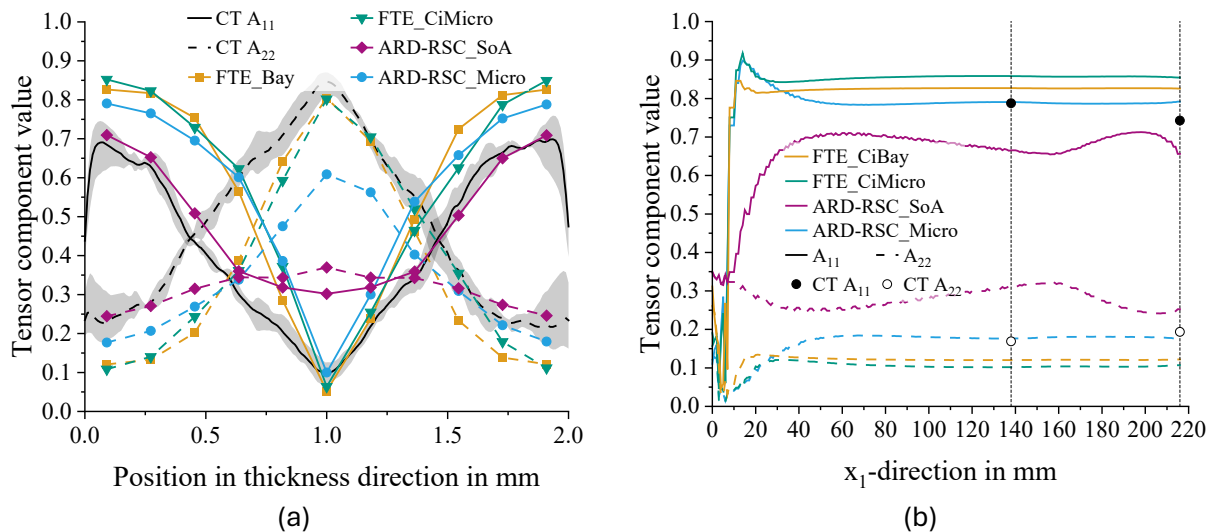 CT A₁₁
CT A₂₂
FTE_Bay
FTE_CiMicro
ARD-RSC_SoA
ARD-RSC_Micro
Tensor component value
1.0
0.9
0.8
0.7
0.6
0.5
0.4
0.3
0.2
0.1
0.0
0.0 0.5 1.0 1.5 2.0
Position in thickness direction in mm
(a)
Tensor component value
1.0
0.9
0.8
0.7
0.6
0.5
0.4
0.3
0.2
0.1
0.0
FTE_CiBay
FTE_CiMicro
ARD-RSC_SoA
ARD-RSC_Micro
A₁₁ A₂₂
CT A₁₁ CT A₂₂
0 20 40 60 80 100 120 140 160 180 200 220
x₁-direction in mm
(b)